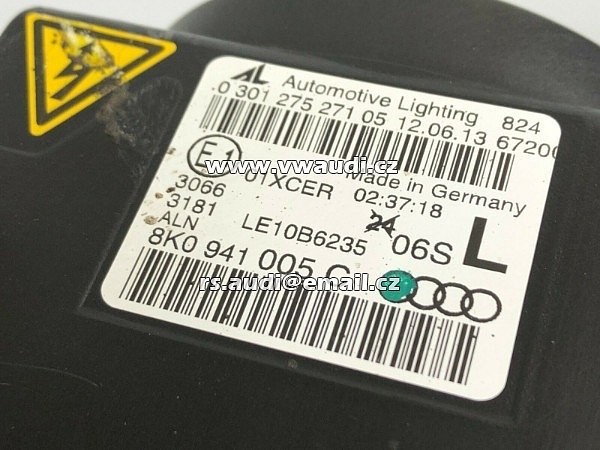 AL Automotive Lighting 824
0 301 275 271 05 12.06.13 67200
www.vwaudi.cz
E1 01XCER Made in Germany
3066 02:37:18
3181 LE10B6235 24 06S L
ALN
8K0 941 005 C
rs.audi@email.cz